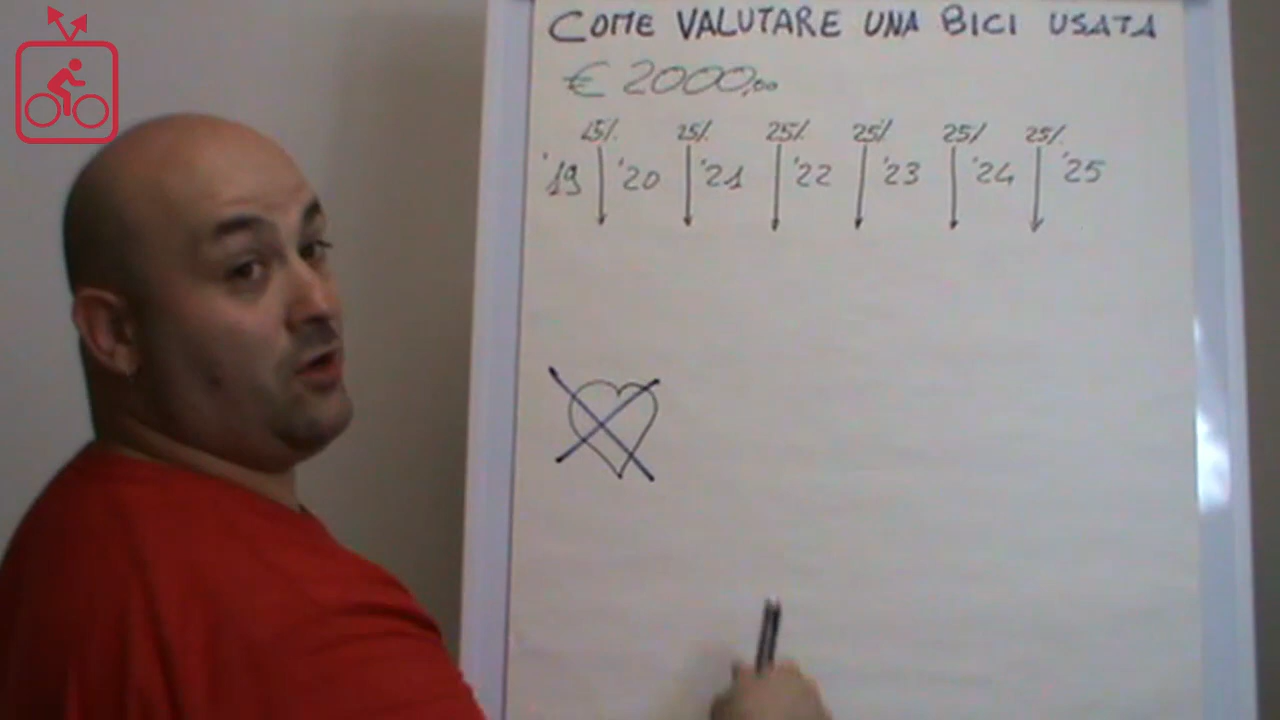 COME VALUTARE UNA BICI USATA
€ 2000,00
25% 25% 25% 25% 25% 25%
'19 '20 '21 '22 '23 '24 '25